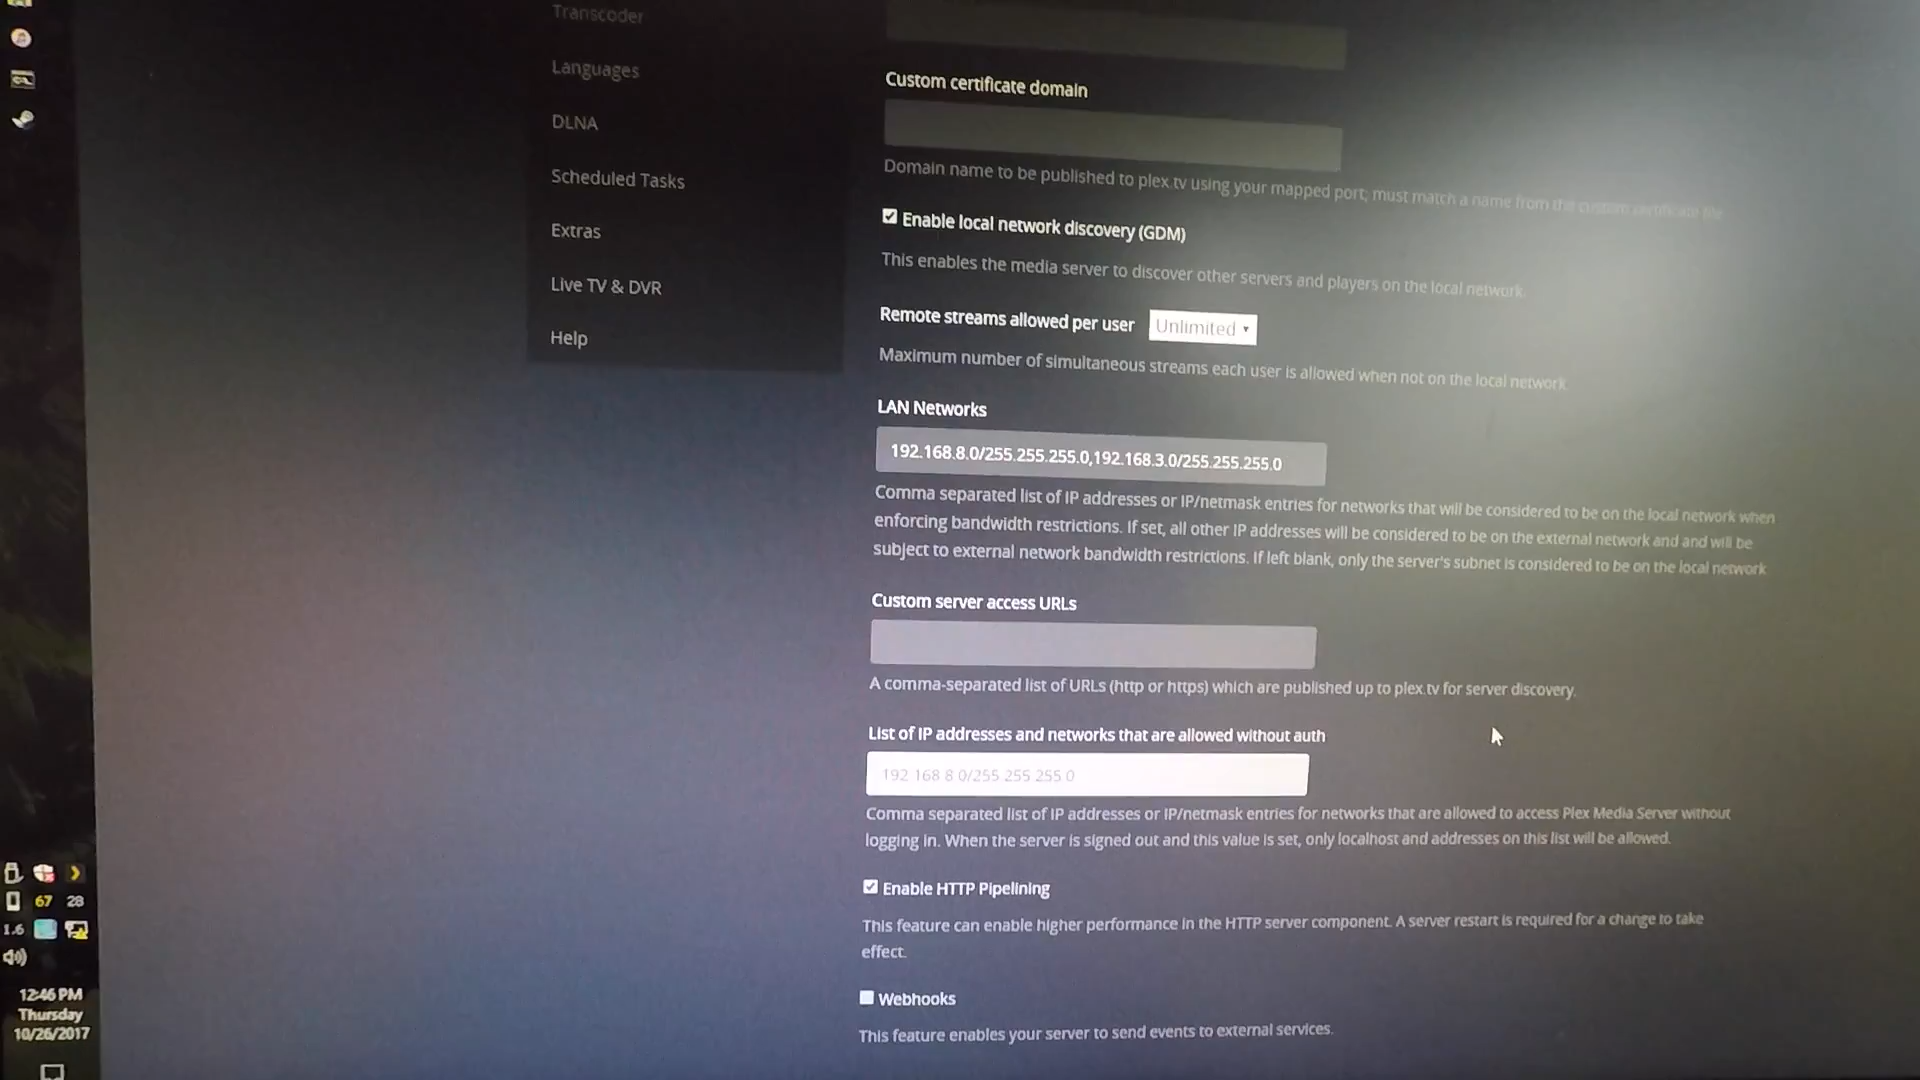 Transcoder
Languages
DLNA
Scheduled Tasks
Extras
Live TV & DVR
Help
Custom certificate domain
Domain name to be published to plex.tv using your mapped port; must match a name from the custom certificate file
Enable local network discovery (GDM)
This enables the media server to discover other servers and players on the local network.
Remote streams allowed per user Unlimited
Maximum number of simultaneous streams each user is allowed when not on the local network
LAN Networks
192.168.8.0/255.255.255.0,192.168.3.0/255.255.255.0
Comma separated list of IP addresses or IP/netmask entries for networks that will be considered to be on the local network when
enforcing bandwidth restrictions. If set, all other IP addresses will be considered to be on the external network and and will be
subject to external network bandwidth restrictions. If left blank, only the server's subnet is considered to be on the local network
Custom server access URLs
A comma-separated list of URLs (http or https) which are published up to plex.tv for server discovery.
List of IP addresses and networks that are allowed without auth
192.168.8.0/255.255.255.0
Comma separated list of IP addresses or IP/netmask entries for networks that are allowed to access Plex Media Server without
logging in. When the server is signed out and this value is set, only localhost and addresses on this list will be allowed.
Enable HTTP Pipelining
This feature can enable higher performance in the HTTP server component. A server restart is required for a change to take
effect.
Webhooks
This feature enables your server to send events to external services.
67 28
1.6
12:46 PM
Thursday
10/26/2017